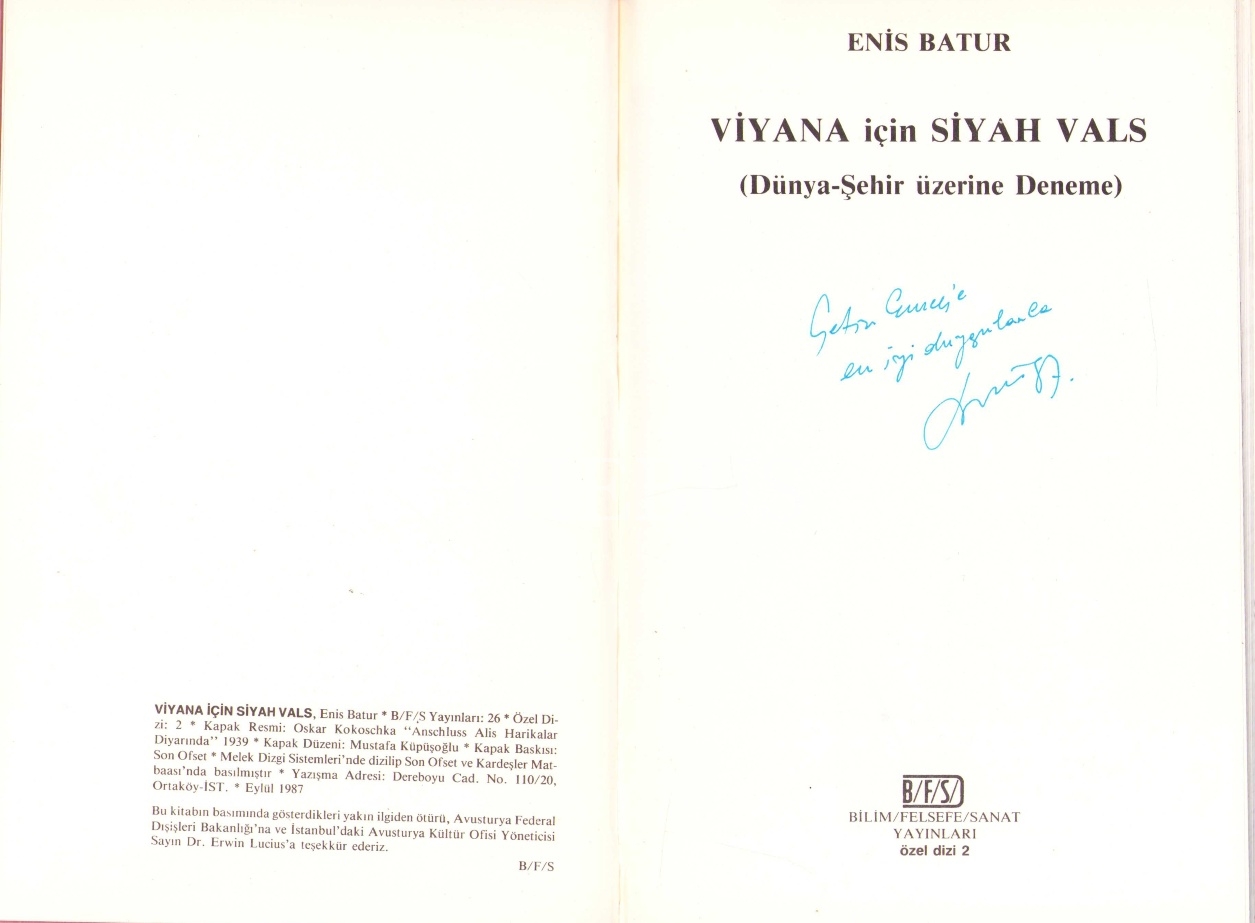 VİYANA İÇİN SİYAH VALS, Enis Batur * B/F/S Yayınları: 26 * Özel Di-
zi: 2 * Kapak Resmi: Oskar Kokoschka "Anschluss Alis Harikalar
Diyarında" 1939 * Kapak Düzeni: Mustafa Küpüşoğlu * Kapak Baskısı:
Son Ofset * Melek Dizgi Sistemleri'nde dizilip Son Ofset ve Kardeşler Mat-
baası'nda basılmıştır * Yazışma Adresi: Dereboyu Cad. No. 110/20,
Ortaköy-İST. * Eylül 1987
Bu kitabın basımında gösterdikleri yakın ilgiden ötürü, Avusturya Federal
Dışişleri Bakanlığı'na ve İstanbul'daki Avusturya Kültür Ofisi Yöneticisi
Sayın Dr. Erwin Lucius'a teşekkür ederiz.
B/F/S
ENİS BATUR
VİYANA için SİYAH VALS
(Dünya-Şehir üzerine Deneme)
Çetin
en iyi duygularla
B/F/S/
BİLİM/FELSEFE/SANAT
YAYINLARI
özel dizi 2